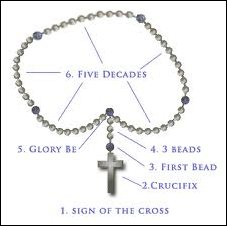 6. Five Decades
5. Glory Be
4. 3 beads
3. First Bead
2.Crucifix
1. sign of the cross